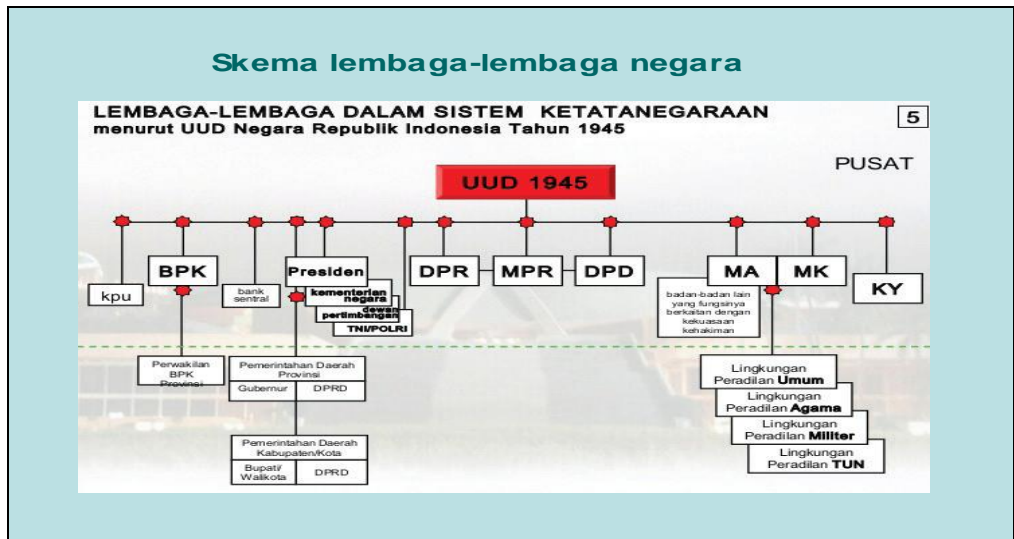 Skema lembaga-lembaga negara
LEMBAGA-LEMBAGA DALAM SISTEM KETATANEGARAAN
menurut UUD Negara Republik Indonesia Tahun 1945
5
PUSAT
UUD 1945
kpu
BPK
bank
sentral
Presiden
kementerian
negara
dewan
pertimbangan
TNI/POLRI
DPR
MPR
DPD
MA
MK
KY
badan-badan lain
yang fungsinya
berkaitan dengan
kekuasaan
kehakiman
Perwakilan
BPK
Provinsi
Pemerintahan Daerah
Provinsi
Gubernur
DPRD
Pemerintahan Daerah
Kabupaten/Kota
Bupati/
Walikota
DPRD
Lingkungan
Peradilan Umum
Lingkungan
Peradilan Agama
Lingkungan
Peradilan Militer
Lingkungan
Peradilan TUN